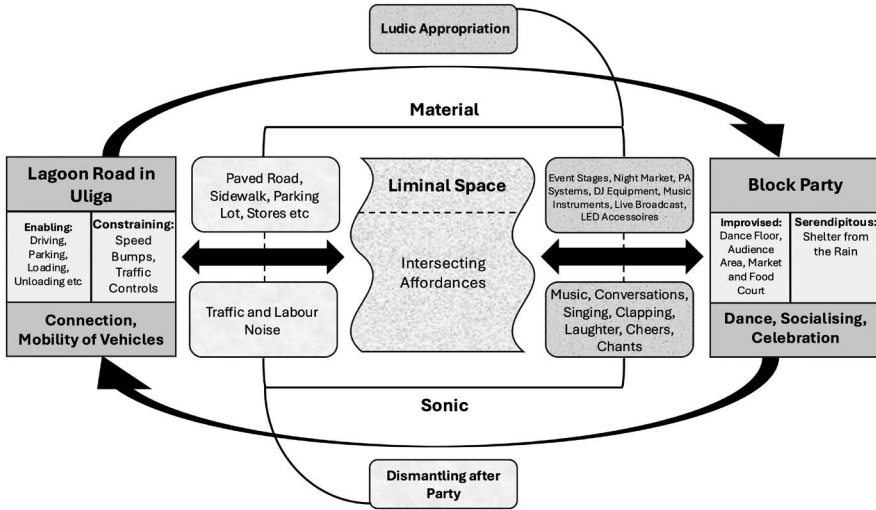 Ludic Appropriation
Material
Lagoon Road in
Uliga
Enabling:
Driving,
Parking,
Loading,
Unloading etc
Constraining:
Speed
Bumps,
Traffic
Controls
Connection,
Mobility of Vehicles
Paved Road,
Sidewalk, Parking
Lot, Stores etc
Traffic and Labour
Noise
Liminal Space
Intersecting
Affordances
Event Stages, Night Market, PA
Systems, DJ Equipment, Music
Instruments, Live Broadcast,
LED Accessoires
Music, Conversations,
Singing, Clapping,
Laughter, Cheers,
Chants
Block Party
Improvised:
Dance Floor,
Audience
Area, Market
and Food
Court
Serendipitous:
Shelter from
the Rain
Dance, Socialising,
Celebration
Sonic
Dismantling after
Party